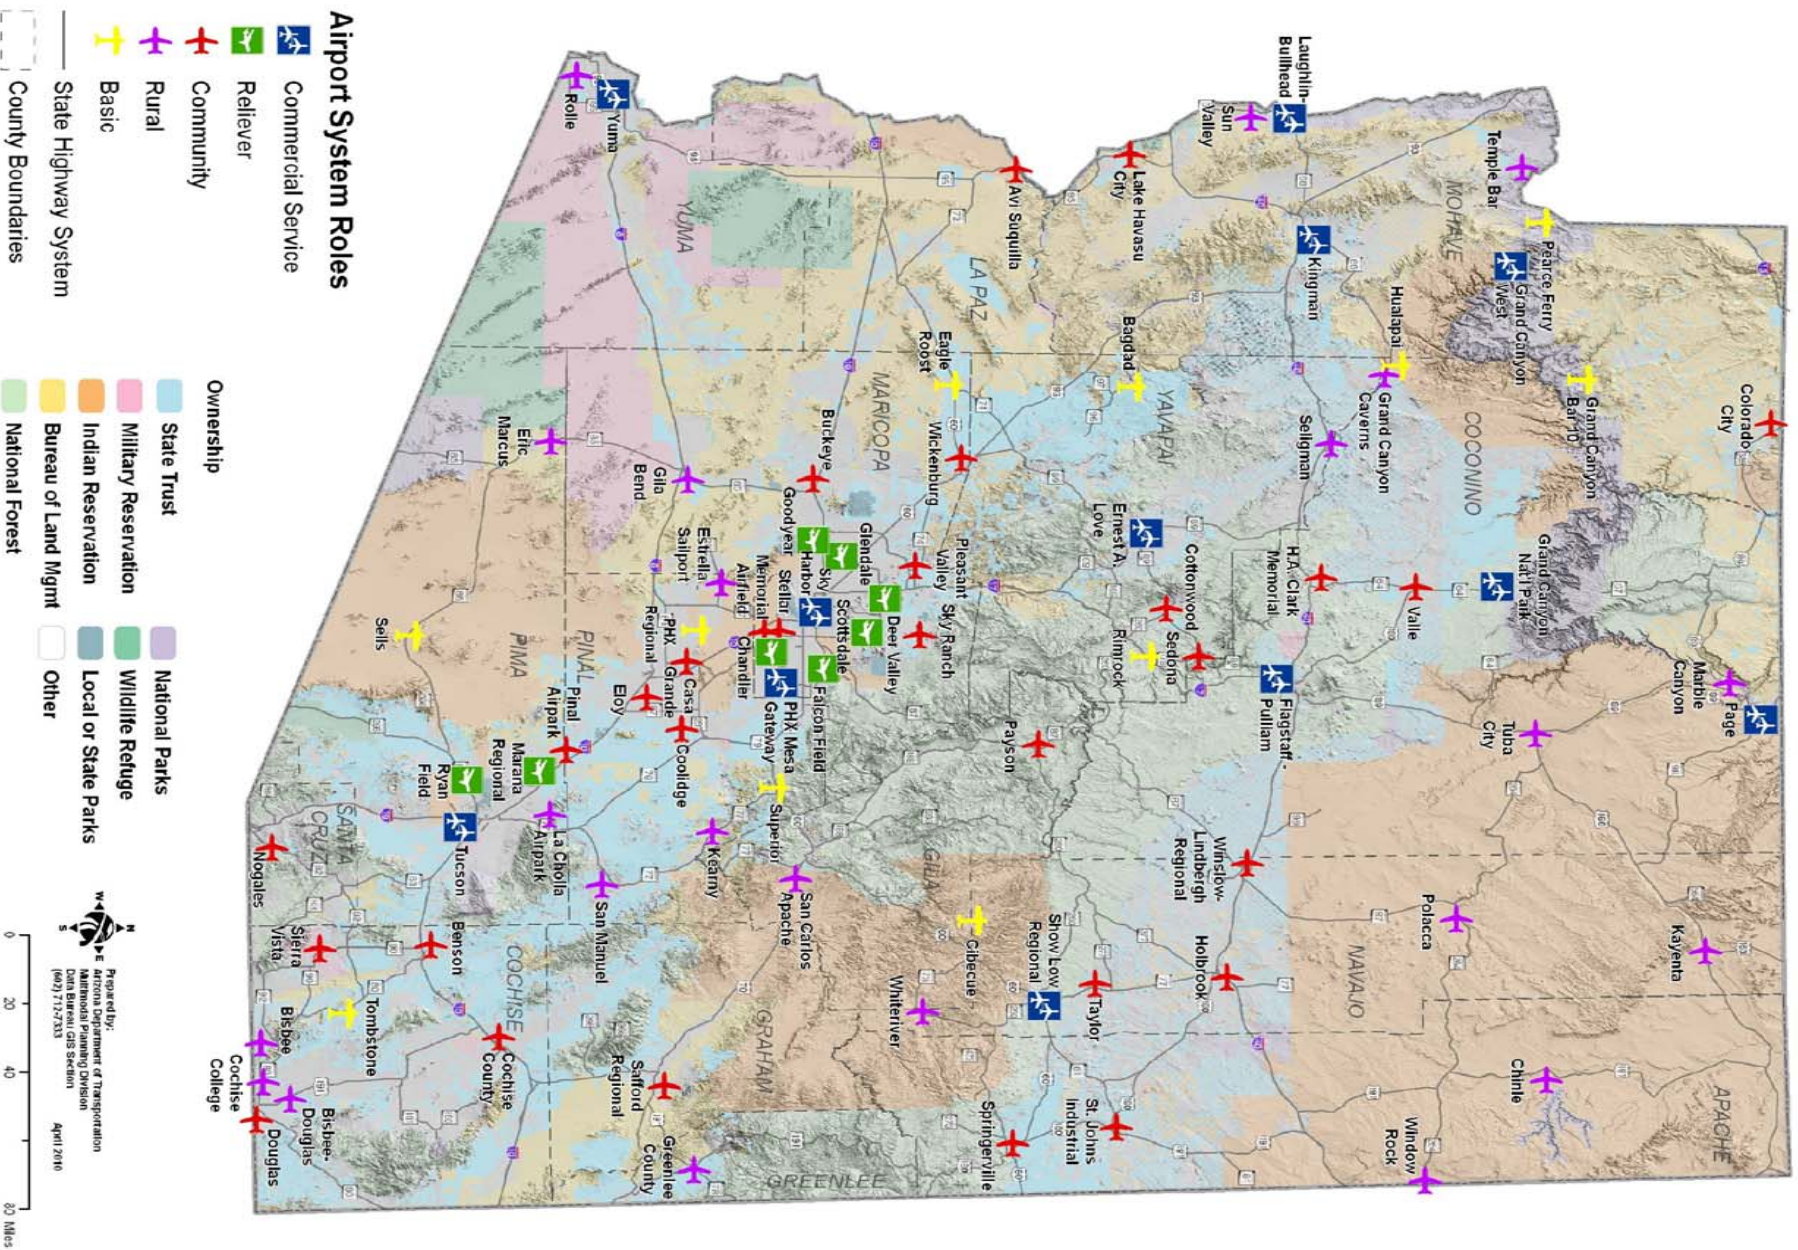 Airport System Roles
Commercial Service
Reliever
Community
Rural
Basic
State Highway System
County Boundaries
Ownership
State Trust
Military Reservation
Indian Reservation
Bureau of Land Mgmt
National Forest
National Parks
Wildlife Refuge
Local or State Parks
Other
N
W
E
S
Prepared by:
Arizona Department of Transportation
Multimodal Planning Division
Data Bureau GIS Section
(602) 712-7333
April 2010
0
20
40
80 Miles
Colorado
City
Page
Marble
Canyon
Kayenta
Pearce Ferry
Grand Canyon
Bar 10
Temple Bar
Grand Canyon
West
Grand Canyon
Nat'l Park
Tuba
City
Chinle
MOHAVE
COCONINO
NAVAJO
APACHE
Hualapai
Grand Canyon
Caverns
Valle
Polacca
Window
Rock
Laughlin-
Bullhead
Sun
Valley
Kingman
Seligman
H.A. Clark
Memorial
Flagstaff -
Pulliam
Winslow-
Lindbergh
Regional
Holbrook
Lake Havasu
City
Bagdad
YAVAPAI
Ernest A.
Love
Cottonwood
Sedona
Rimrock
Taylor
St. Johns
Industrial
Avi Suquilla
LA PAZ
Eagle
Roost
Wickenburg
Payson
Show Low
Regional
Cibecue
Springerville
Whiteriver
Pleasant
Valley
Sky Ranch
MARICOPA
Buckeye
Goodyear
Glendale
Deer Valley
Scottsdale
Sky
Harbor
Falcon Field
Stellar
Memorial
Airfield
Chandler
PHX Mesa
Gateway
Superior
San Carlos
Apache
GILA
GRAHAM
GREENLEE
YUMA
Yuma
Rolle
Gila
Bend
Estrella
Sailport
PHX
Regional
Casa
Grande
Coolidge
Kearny
Eloy
PINAL
Pinal
Airpark
San Manuel
Safford
Regional
Greenlee
County
Eric
Marcus
PIMA
Sells
Marana
Regional
La Cholla
Airpark
Ryan
Field
Tucson
Benson
COCHISE
Cochise
County
SANTA
CRUZ
Nogales
Sierra
Vista
Tombstone
Bisbee
Bisbee-
Douglas
Cochise
College
Douglas